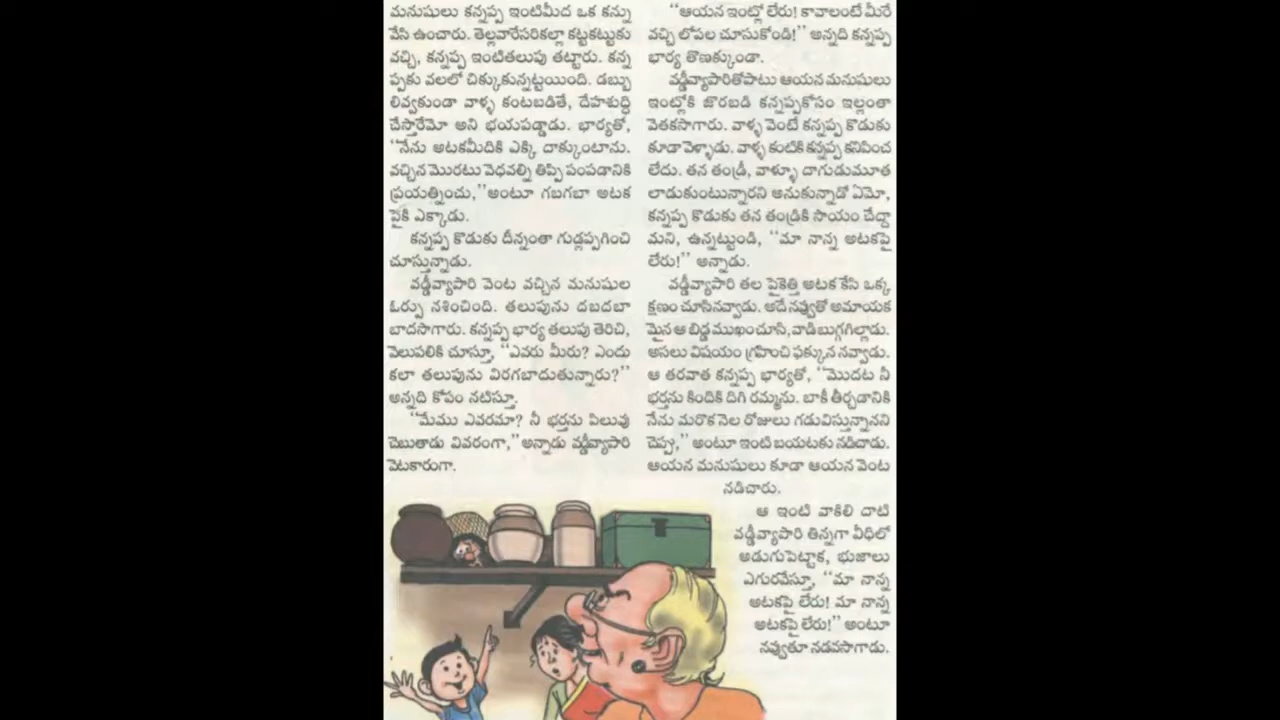 మనుషులు కన్నప్ప ఇంటిమీద ఒక కన్ను
వేసి ఉంచారు. తెల్లవారేసరికల్లా కట్టకట్టుకు
వచ్చి, కన్నప్ప ఇంటితలుపు తట్టారు. కన్న
ప్పకు వలలో చిక్కుకున్నట్టయింది. డబ్బు
లివ్వకుండా వాళ్ళ కంటబడితే, దేహశుద్ధి
చేస్తారేమో అని భయపడ్డాడు. భార్యతో,
"నేను అటకమీదికి ఎక్కి దాక్కుంటాను.
వచ్చిన మొరటు వెధవల్ని తిప్పి పంపడానికి
ప్రయత్నించు,"అంటూ గబగబా అటక
పైకి ఎక్కాడు.
కన్నప్ప కొడుకు దీన్నంతా గుడ్లప్పగించి
చూస్తున్నాడు.
వడ్డీవ్యాపారి వెంట వచ్చిన మనుషుల
ఓర్పు నశించింది. తలుపును దబదబా
బాదసాగారు. కన్నప్ప భార్య తలుపు తెరిచి,
వెలుపలికి చూస్తూ, "ఎవరు మీరు? ఎందు
కలా తలుపును విరగబాదుతున్నారు?"
అన్నది కోపం నటిస్తూ.
"మేము ఎవరమా? నీ భర్తను పిలువు
చెబుతాడు వివరంగా,"అన్నాడు వడ్డీవ్యాపారి
వెటకారంగా.
"ఆయన ఇంట్లో లేరు! కావాలంటే మీరే
వచ్చి లోపల చూసుకోండి!" అన్నది కన్నప్ప
భార్య తొణక్కుండా.
వడ్డీవ్యాపారితోపాటు ఆయన మనుషులు
ఇంట్లోకి జొరబడి కన్నప్పకోసం ఇల్లంతా
వెతకసాగారు. వాళ్ళ వెంటే కన్నప్ప కొడుకు
కూడా వెళ్ళాడు. వాళ్ళ కంటికి కన్నప్ప కనిపించ
లేదు. తన తండ్రీ, వాళ్ళూ దాగుడుమూత
లాడుకుంటున్నారని అనుకున్నాడో ఏమో,
కన్నప్ప కొడుకు తన తండ్రికి సాయం చేద్దా
మని, ఉన్నట్టుండి, "మా నాన్న అటకపై
లేరు!" అన్నాడు.
వడ్డీవ్యాపారి తల పైకెత్తి అటకకేసి ఒక్క
క్షణం చూసినవ్వాడు. అదే నవ్వుతో అమాయక
మైన ఆ బిడ్డ ముఖంచూసి, వాడి బుగ్గగిల్లాడు.
అసలు విషయం గ్రహించి ఫక్కున నవ్వాడు.
ఆ తరవాత కన్నప్ప భార్యతో, "మొదట నీ
భర్తను కిందికి దిగి రమ్మను. బాకీ తీర్చడానికి
నేను మరొక నెల రోజులు గడువిస్తున్నానని
చెప్పు," అంటూ ఇంటి బయటకు నడిచాడు.
ఆయన మనుషులు కూడా ఆయన వెంట
నడిచారు.
ఆ ఇంటి వాకిలి దాటి
వడ్డీవ్యాపారి తిన్నగా వీధిలో
అడుగుపెట్టాక, భుజాలు
ఎగురవేస్తూ, "మా నాన్న
అటకపై లేరు! మా నాన్న
అటకపై లేరు!" అంటూ
నవ్వుతూ నడవసాగాడు.